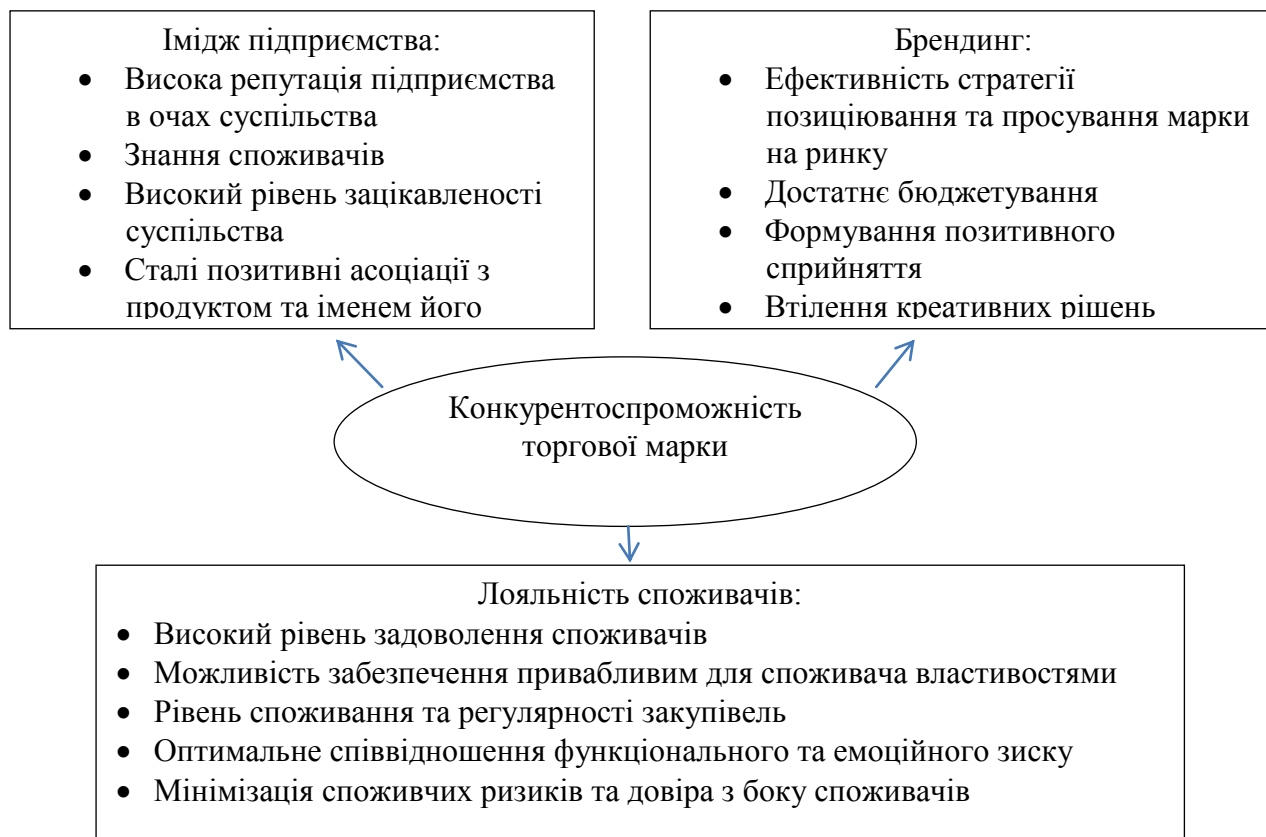 Імідж підприємства:
• Висока репутація підприємства
в очах суспільства
• Знання споживачів
• Високий рівень зацікавленості
суспільства
• Сталі позитивні асоціації з
продуктом та іменем його
Брендинг:
• Ефективність стратегії
позиціювання та просування марки
на ринку
• Достатнє бюджетування
• Формування позитивного
сприйняття
• Втілення креативних рішень
Конкурентоспроможність
торгової марки
Лояльність споживачів:
• Високий рівень задоволення споживачів
• Можливість забезпечення привабливим для споживача властивостями
• Рівень споживання та регулярності закупівель
• Оптимальне співвідношення функціонального та емоційного зиску
• Мінімізація споживчих ризиків та довіра з боку споживачів